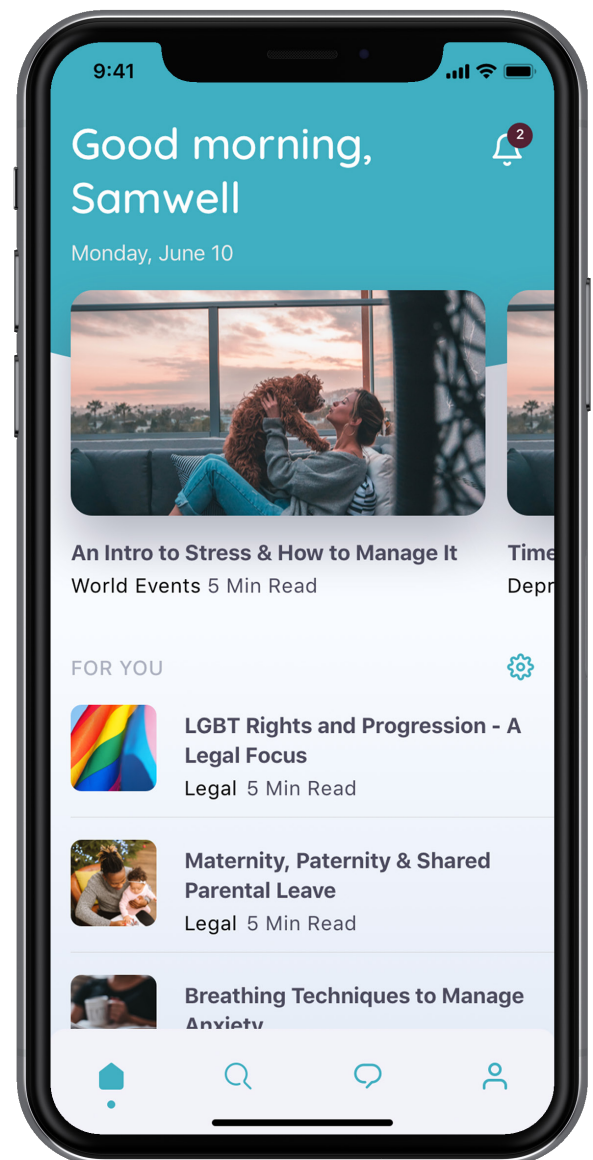 9:41
Good morning,
Samwell
2
Monday, June 10
An Intro to Stress & How to Manage It
World Events 5 Min Read
Time
Depr
FOR YOU
LGBT Rights and Progression - A
Legal Focus
Legal 5 Min Read
Maternity, Paternity & Shared
Parental Leave
Legal 5 Min Read
Breathing Techniques to Manage
Anxiety